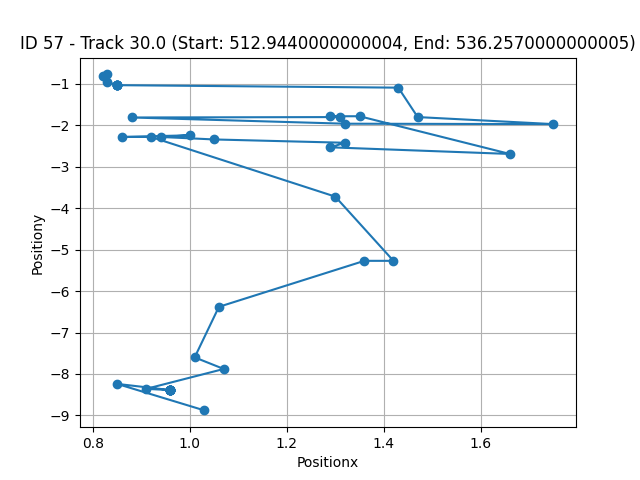 ID 57 - Track 30.0 (Start: 512.9440000000004, End: 536.2570000000005)
−1
−2
−3
−4
−5
−6
−7
−8
−9
Positiony
0.8 1.0 1.2 1.4 1.6
Positionx